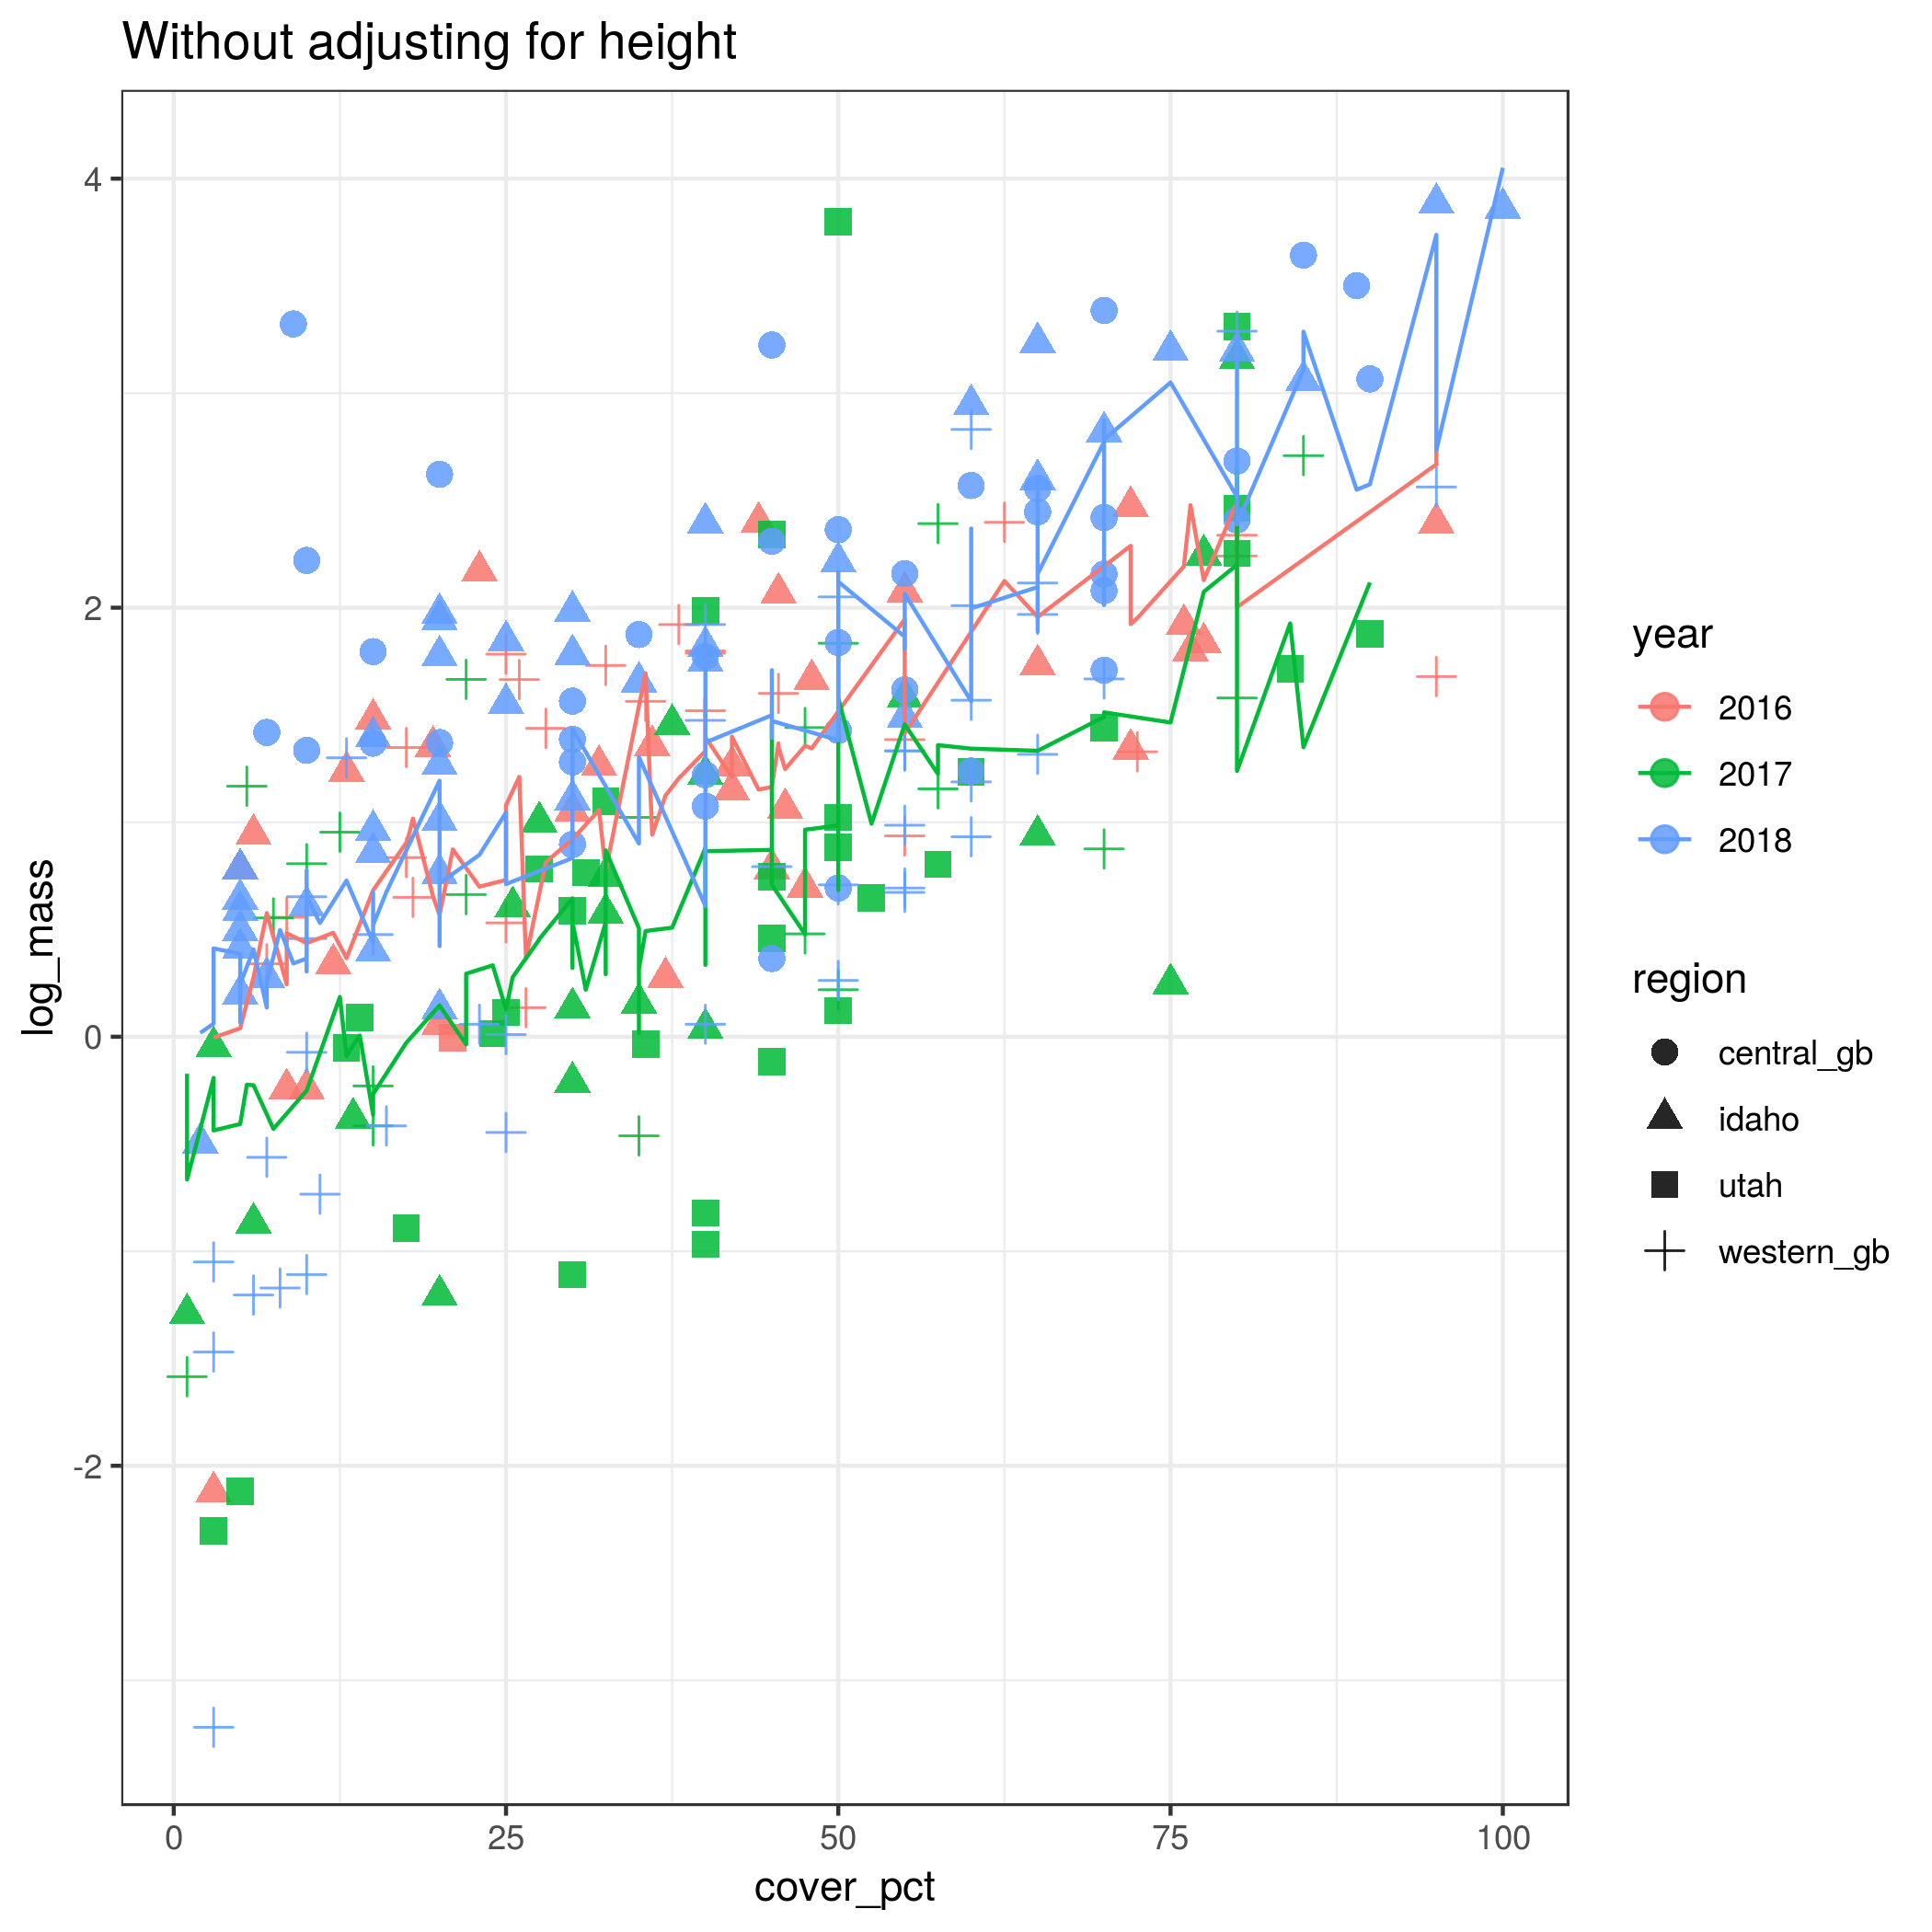 Without adjusting for height
log_mass
4
2
0
-2
0
25
50
75
100
cover_pct
year
2016
2017
2018
region
central_gb
idaho
utah
western_gb